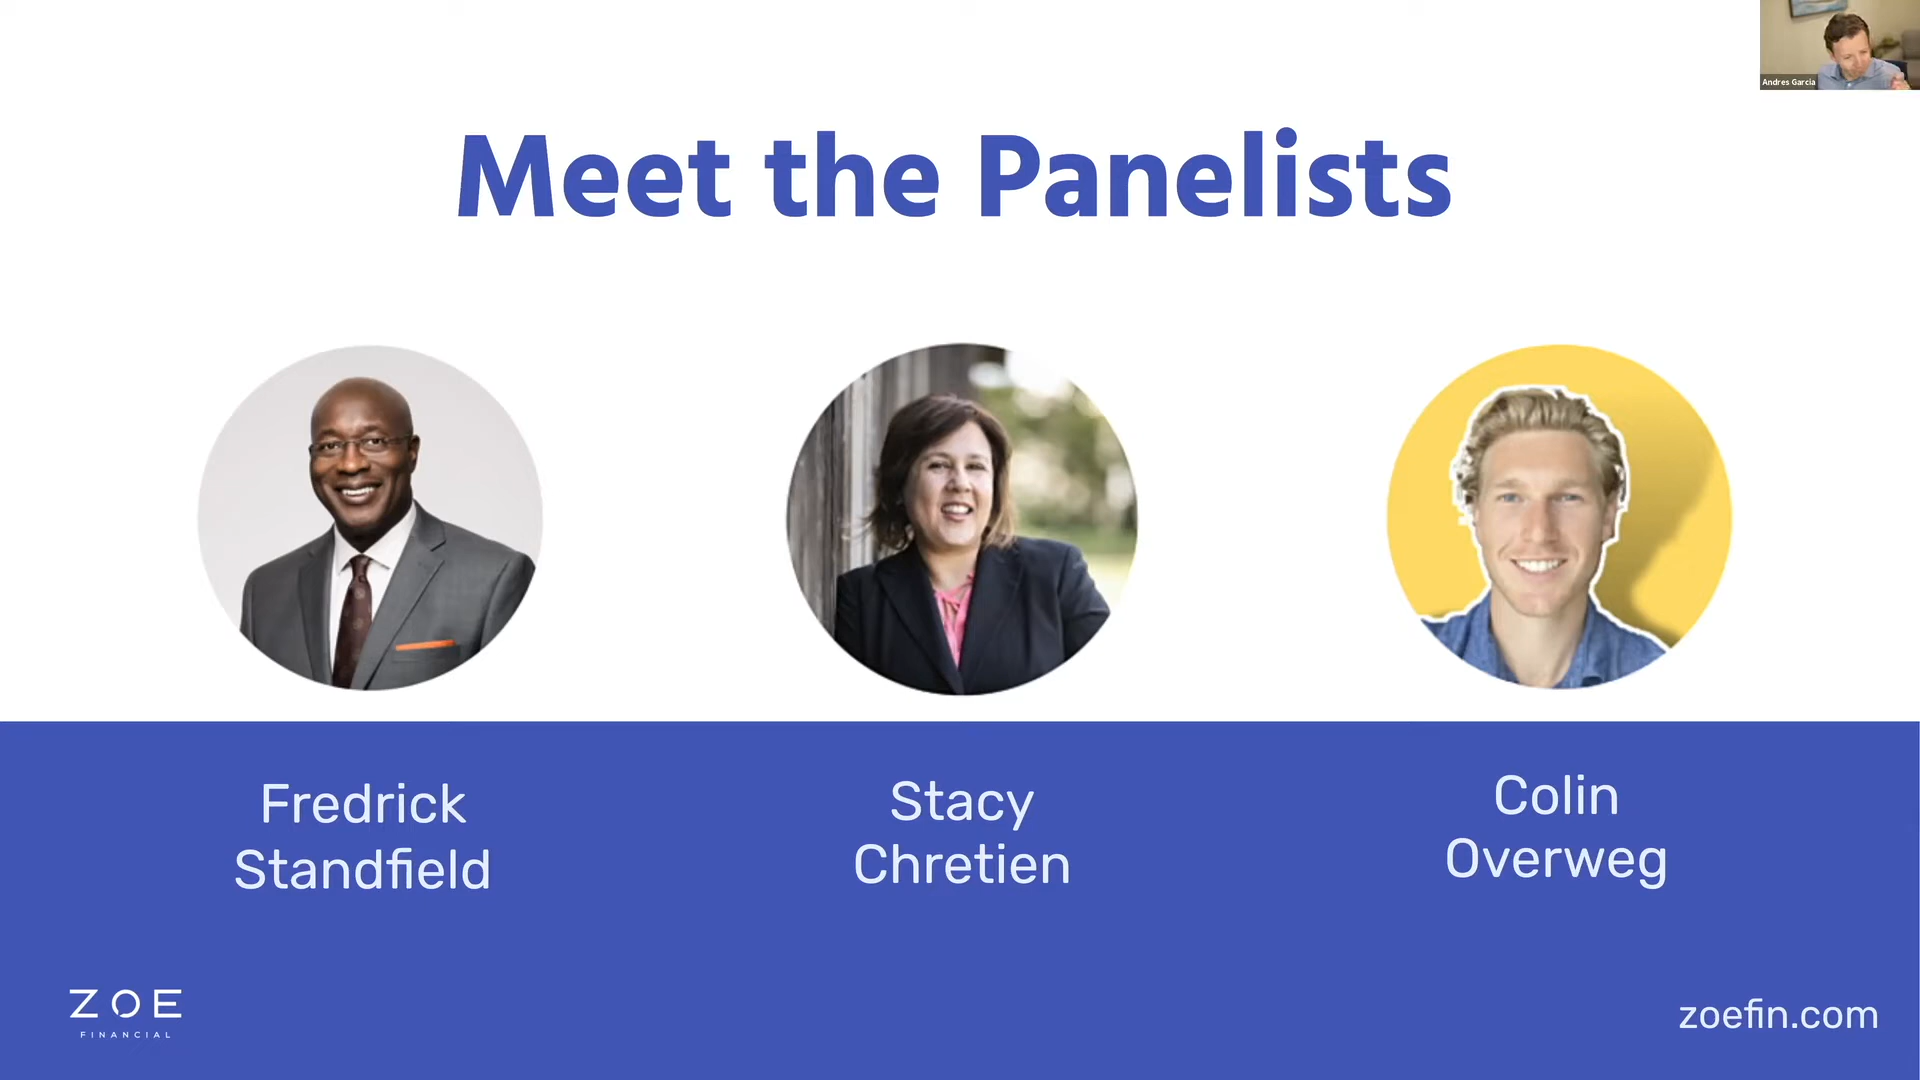 Andres Garcia
Meet the Panelists
Fredrick
Standfield
Stacy
Chretien
Colin
Overweg
ZOE
FINANCIAL
zoefin.com